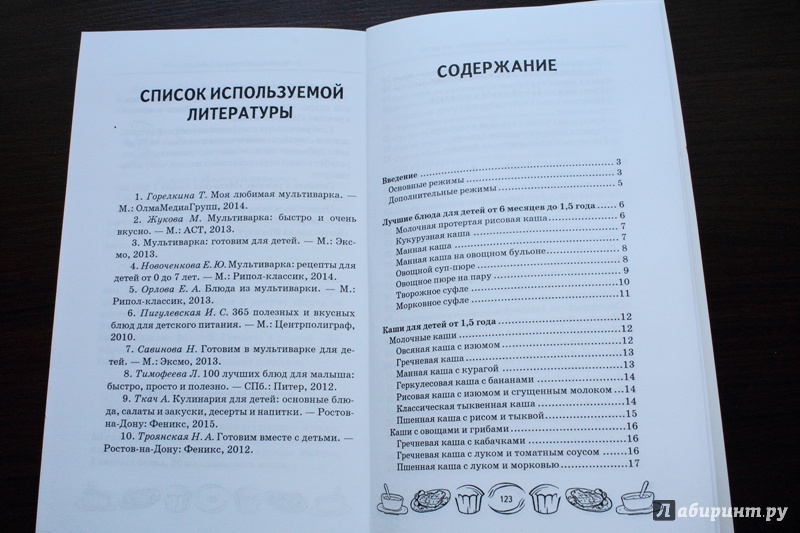 СПИСОК ИСПОЛЬЗУЕМОЙ
ЛИТЕРАТУРЫ
1. Горелкина Т. Моя любимая мультиварка. —
М.: ОлмаМедиаГрупп, 2014.
2. Жукова М. Мультиварка: быстро и очень
вкусно. — М.: АСТ, 2013.
3. Мультиварка: готовим для детей. — М.: Экс-
мо, 2013.
4. Новоченкова Е. Ю. Мультиварка: рецепты для
детей от 0 до 7 лет. — М.: Рипол-классик, 2014.
5. Орлова Е. А. Блюда из мультиварки. — М.:
Рипол-классик, 2013.
6. Пигулевская И. С. 365 полезных и вкусных
блюд для детского питания. — М.: Центрполиграф,
2010.
7. Савинова Н. Готовим в мультиварке для де-
тей. — М.: Эксмо, 2013.
8. Тимофеева Л. 100 лучших блюд для малыша:
быстро, просто и полезно. — СПб.: Питер, 2012.
9. Ткач А. Кулинария для детей: основные блю-
да, салаты и закуски, десерты и напитки. — Ростов-
на-Дону: Феникс, 2015.
10. Троянская Н. А. Готовим вместе с детьми. —
Ростов-на-Дону: Феникс, 2012.
СОДЕРЖАНИЕ
Введение 3
Основные режимы 3
Дополнительные режимы 5
Лучшие блюда для детей от 6 месяцев до 1,5 года 6
Молочная протертая рисовая каша 6
Кукурузная каша 7
Манная каша 7
Манная каша на овощном бульоне 8
Овощной суп-пюре 8
Овощное пюре на пару 9
Творожное суфле 10
Морковное суфле 11
Каши для детей от 1,5 года 12
Молочные каши 12
Овсяная каша с изюмом 12
Гречневая каша 13
Манная каша с курагой 13
Геркулесовая каша с бананами 14
Рисовая каша с изюмом и сгущенным молоком 14
Классическая тыквенная каша 14
Пшенная каша с рисом и тыквой 15
Каши с овощами и грибами 16
Гречневая каша с кабачками 16
Гречневая каша с луком и томатным соусом 16
Пшенная каша с луком и морковью 17
123
Лабиринт.ру